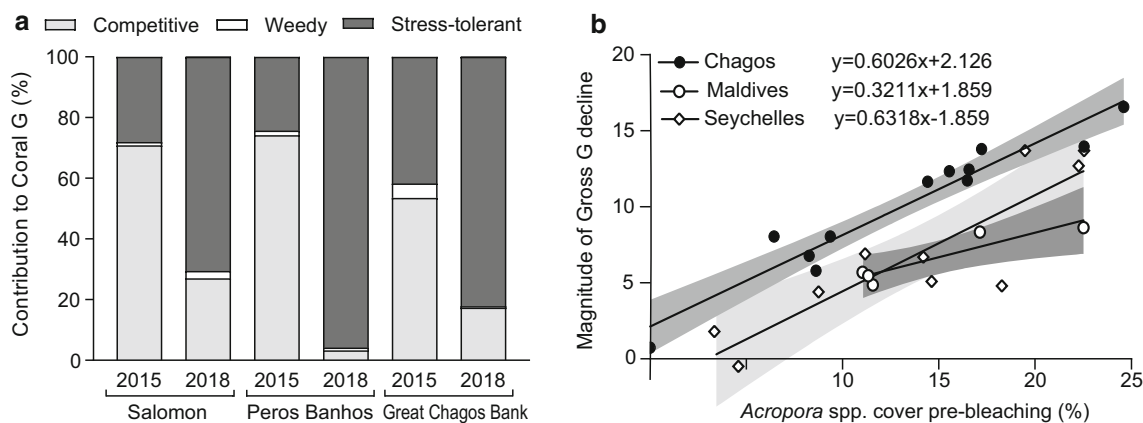 a
Competitive Weedy Stress-tolerant
Contribution to Coral G (%)
100
80
60
40
20
0
2015 2018 2015 2018 2015 2018
Salomon Peros Banhos Great Chagos Bank
b
Chagos y=0.6026x+2.126
Maldives y=0.3211x+1.859
Seychelles y=0.6318x-1.859
Magnitude of Gross G decline
20
15
10
5
0
10 15 20 25
Acropora spp. cover pre-bleaching (%)